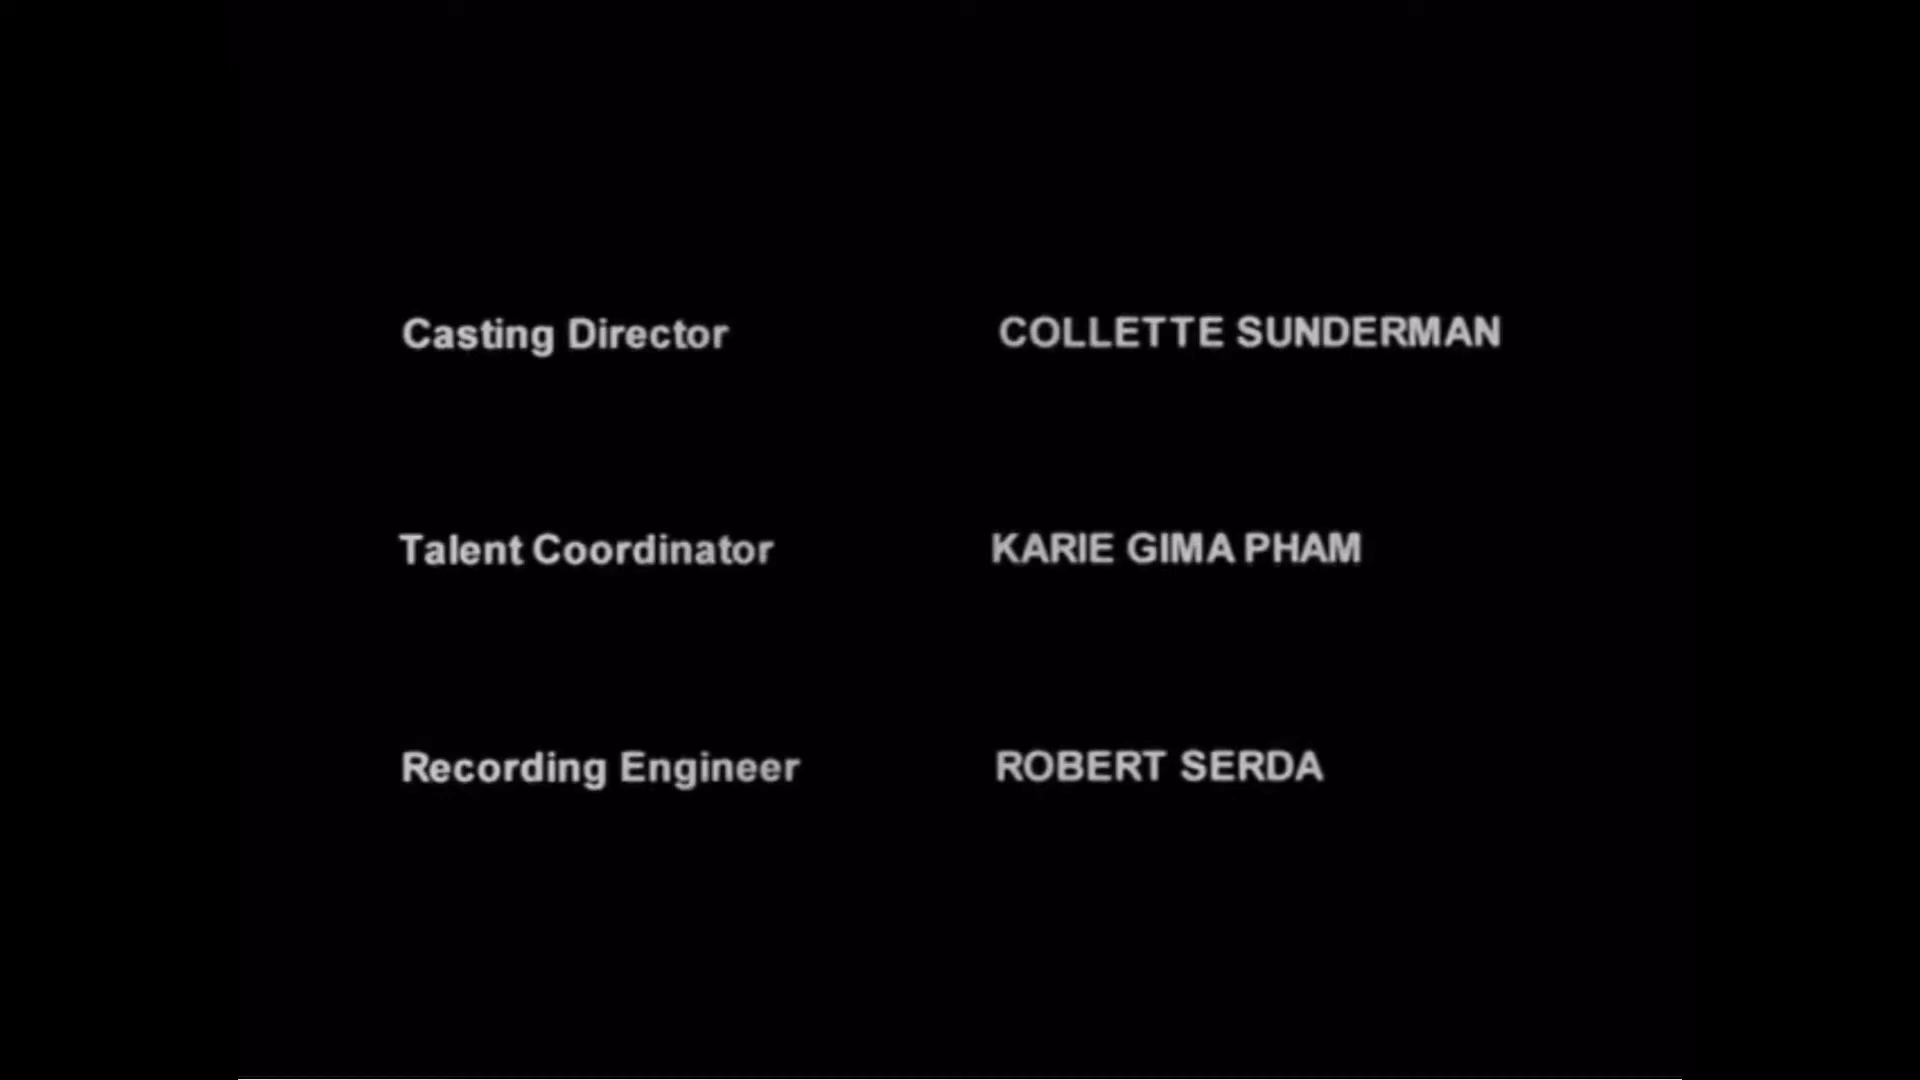 Casting Director COLLETTE SUNDERMAN
Talent Coordinator KARIE GIMA PHAM
Recording Engineer ROBERT SERDA